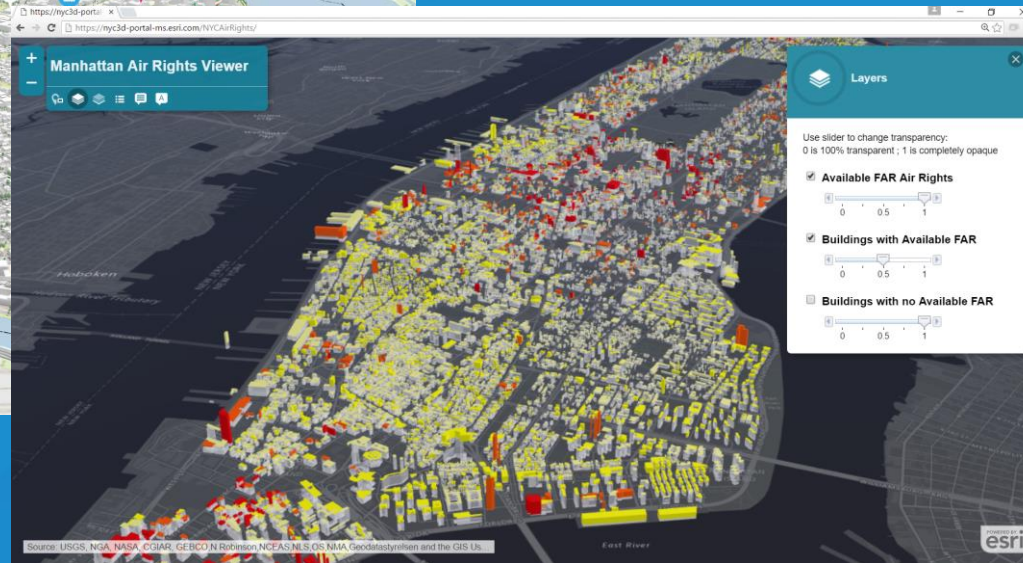 https://nyc3d-portal
https://nyc3d-portal-ms.esri.com/NYCAirRights/
+
−
Manhattan Air Rights Viewer
Layers
Use slider to change transparency:
0 is 100% transparent ; 1 is completely opaque
Available FAR Air Rights
0 0.5 1
Buildings with Available FAR
0 0.5 1
Buildings with no Available FAR
0 0.5 1
Hoboken
East River
Source: USGS, NGA, NASA, CGIAR, GEBCO,N Robinson,NCEAS,NLS,OS,NMA,Geodatastyrelsen and the GIS Us...
POWERED BY
esri